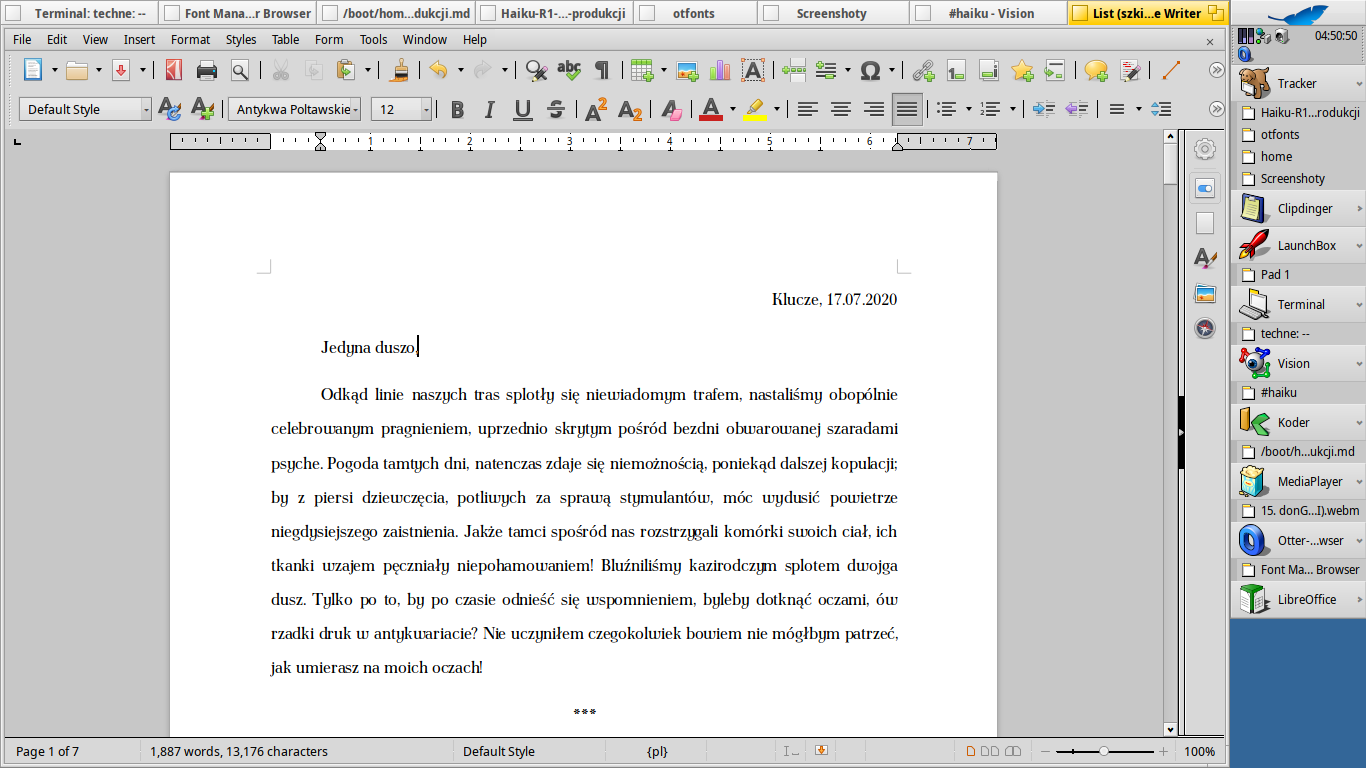 Terminal: techne: --
Font Mana...r Browser
/boot/hom...dukcji.md
Haiku-R1-...-produkcji
otfonts
Screenshoty
#haiku - Vision
List (szki...e Writer
File Edit View Insert Format Styles Table Form Tools Window Help
Default Style
Antykwa Poltawskie
12
1 2 3 4 5 6 7
Klucze, 17.07.2020
Jedyna duszo,
Odkąd linie naszych tras splotły się niewiadomym trafem, nastaliśmy obopólnie
celebrowanym pragnieniem, uprzednio skrytym pośród bezdni obwarowanej szaradami
psyche. Pogoda tamtych dni, natenczas zdaje się niemożnością, poniekąd dalszej kopulacji;
by z piersi dziewczęcia, potliwych za sprawą stymulantów, móc wydusić powietrze
niegdysiejszego zaistnienia. Jakże tamci spośród nas rozstrzygali komórki swoich ciał, ich
tkanki wzajem pęczniały niepohamowaniem! Bluźniliśmy kazirodczym splotem dwojga
dusz. Tylko po to, by po czasie odnieść się wspomnieniem, byleby dotknąć oczami, ów
rzadki druk w antykwariacie? Nie uczyniłem czegokolwiek bowiem nie mógłbym patrzeć,
jak umierasz na moich oczach!
***
Page 1 of 7
1,887 words, 13,176 characters
Default Style
{pl}
100%
04:50:50
Tracker
Haiku-R1...rodukcji
otfonts
home
Screenshoty
Clipdinger
LaunchBox
Pad 1
Terminal
techne: --
Vision
#haiku
Koder
/boot/h...ukcji.md
MediaPlayer
15. donG...I).webm
Otter-...wser
Font Ma... Browser
LibreOffice